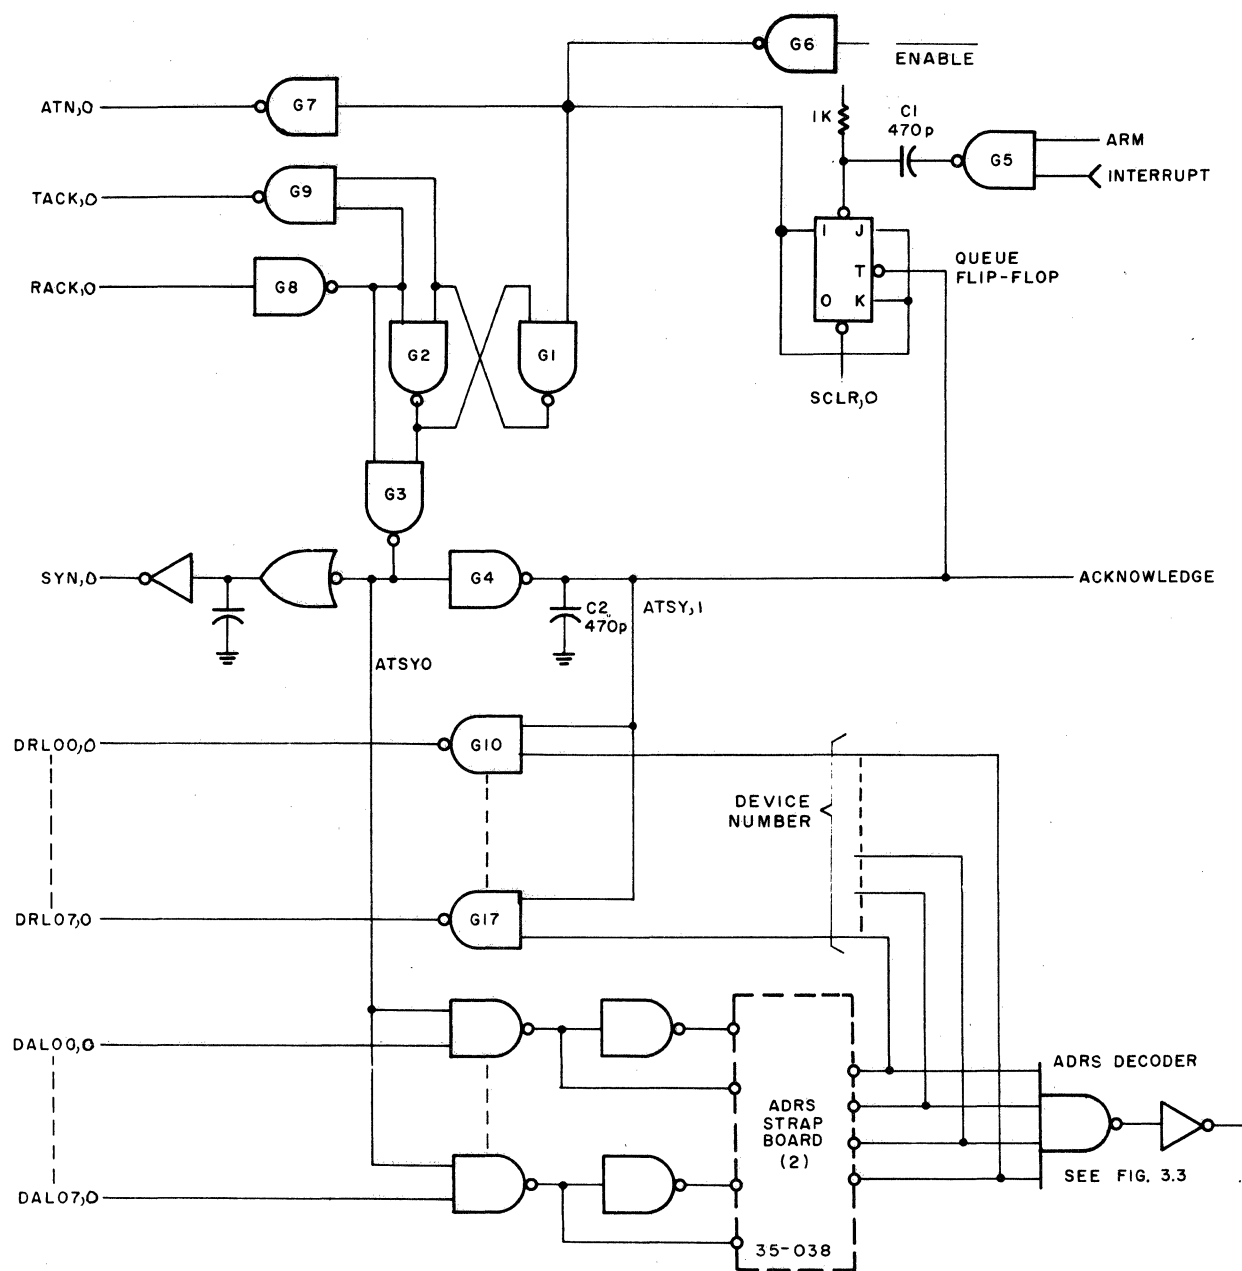 G6
ENABLE
ATN,0
G7
1K
C1
470p
G5
ARM
INTERRUPT
TACK,0
G9
RACK,0
G8
1 J
T
0 K
QUEUE
FLIP-FLOP
G2
G1
SCLR,0
G3
SYN,0
G4
C2
470p
ATSY,1
ACKNOWLEDGE
ATSY0
DRL00,0
G10
DEVICE
NUMBER
DRL07,0
G17
DAL00,0
ADRS DECODER
ADRS
STRAP
BOARD
(2)
SEE FIG. 3.3
DAL07,0
35-038